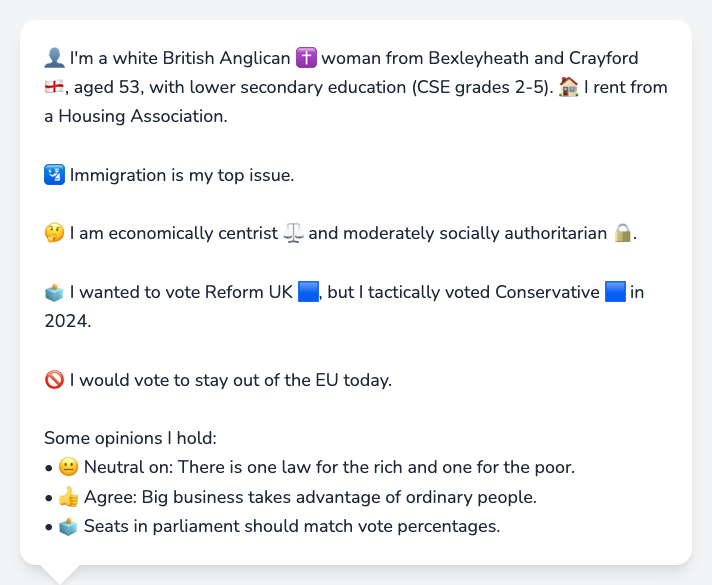 👤 I'm a white British Anglican ✝️ woman from Bexleyheath and Crayford
🏴󠁧󠁢󠁥󠁮󠁧󠁿, aged 53, with lower secondary education (CSE grades 2-5). 🏠 I rent from
a Housing Association.
🛂 Immigration is my top issue.
🤔 I am economically centrist ⚖️ and moderately socially authoritarian 🔒.
🗳️ I wanted to vote Reform UK 🟦, but I tactically voted Conservative 🟦 in
2024.
🚫 I would vote to stay out of the EU today.
Some opinions I hold:
• 😐 Neutral on: There is one law for the rich and one for the poor.
• 👍 Agree: Big business takes advantage of ordinary people.
• 🗳️ Seats in parliament should match vote percentages.